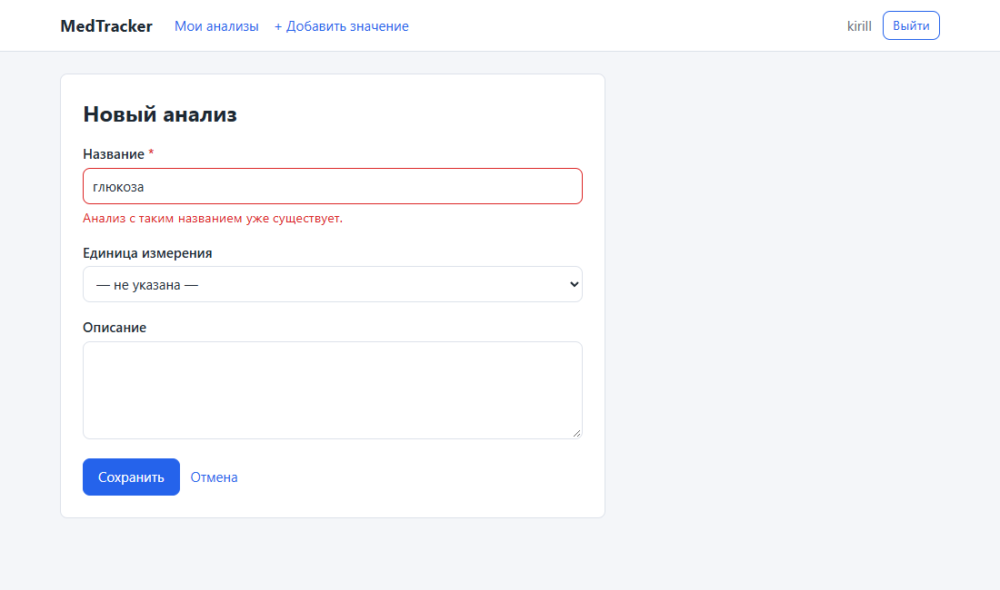 MedTracker Мои анализы + Добавить значение kirill Выйти
Новый анализ
Название *
глюкоза
Анализ с таким названием уже существует.
Единица измерения
— не указана —
Описание
Сохранить Отмена